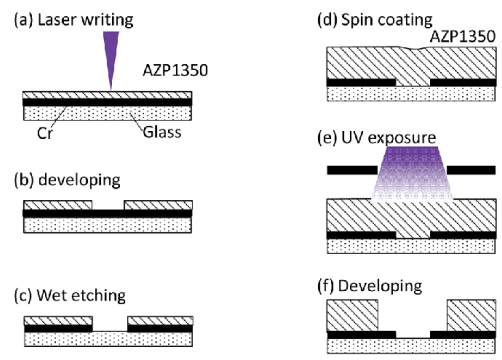 (a) Laser writing
AZP1350
Cr
Glass
(b) developing
(c) Wet etching
(d) Spin coating
AZP1350
(e) UV exposure
(f) Developing